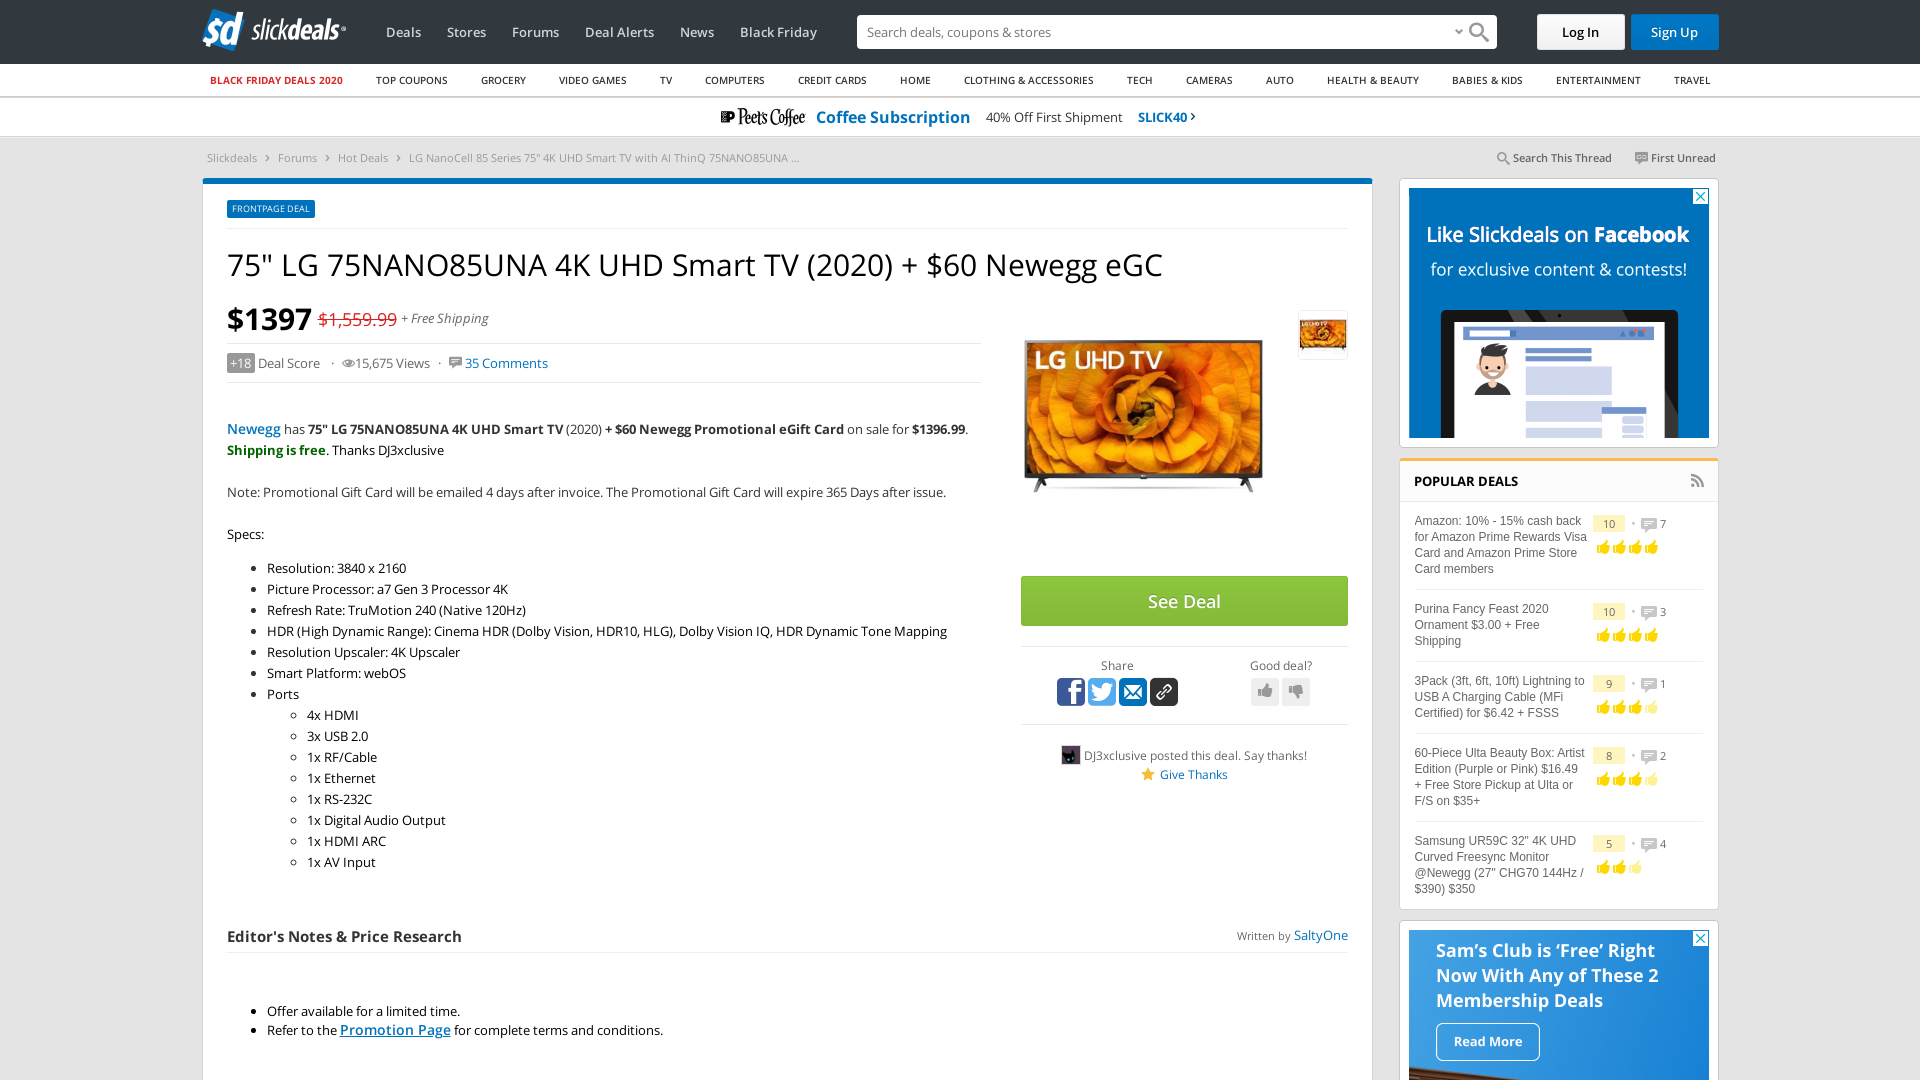 sd slickdeals
Deals Stores Forums Deal Alerts News Black Friday
Search deals, coupons & shopping
Log In Sign Up
BLACK FRIDAY DEALS 2020 TOP COUPONS GROCERY VIDEO GAMES TV COMPUTERS CREDIT CARDS HOME CLOTHING & ACCESSORIES TECH CAMERAS AUTO HEALTH & BEAUTY BABIES & KIDS ENTERTAINMENT TRAVEL
Peet's Coffee Coffee Subscription 40% Off First Shipment SLICK40
Slickdeals Forums Hot Deals LG NanoCell 85 Series 75" 4K UHD Smart TV with AI ThinQ 75NANO85UNA ...
Search This Thread First Unread
FRONTPAGE DEAL
75" LG 75NANO85UNA 4K UHD Smart TV (2020) + $60 Newegg eGC
$1397 $1,559.99 + Free Shipping
+18 Deal Score · 15,675 Views · 35 Comments
Newegg has 75" LG 75NANO85UNA 4K UHD Smart TV (2020) + $60 Newegg Promotional eGift Card on sale for $1396.99.
Shipping is free. Thanks DJ3xclusive
Note: Promotional Gift Card will be emailed 4 days after invoice. The Promotional Gift Card will expire 365 Days after issue.
Specs:
Resolution: 3840 x 2160
Picture Processor: a7 Gen 3 Processor 4K
Refresh Rate: TruMotion 240 (Native 120Hz)
HDR (High Dynamic Range): Cinema HDR (Dolby Vision, HDR10, HLG), Dolby Vision IQ, HDR Dynamic Tone Mapping
Resolution Upscaler: 4K Upscaler
Smart Platform: webOS
Ports
4x HDMI
3x USB 2.0
1x RF/Cable
1x Ethernet
1x RS-232C
1x Digital Audio Output
1x HDMI ARC
1x AV Input
LG UHD TV
LG UHD TV
See Deal
Share Good deal?
DJ3xclusive posted this deal. Say thanks!
Give Thanks
Editor's Notes & Price Research
Written by SaltyOne
Offer available for a limited time.
Refer to the Promotion Page for complete terms and conditions.
Like Slickdeals on Facebook
for exclusive content & contests!
POPULAR DEALS
Amazon: 10% - 15% cash back
for Amazon Prime Rewards Visa
Card and Amazon Prime Store
Card members
10 • 7
Purina Fancy Feast 2020
Ornament $3.00 + Free
Shipping
10 • 3
3Pack (3ft, 6ft, 10ft) Lightning to
USB A Charging Cable (MFi
Certified) for $6.42 + FSSS
9 • 1
60-Piece Ulta Beauty Box: Artist
Edition (Purple or Pink) $16.49
+ Free Store Pickup at Ulta or
F/S on $35+
8 • 2
Samsung UR59C 32" 4K UHD
Curved Freesync Monitor
@Newegg (27" CHG70 144Hz /
$390) $350
5 • 4
Sam's Club is 'Free' Right
Now With Any of These 2
Membership Deals
Read More